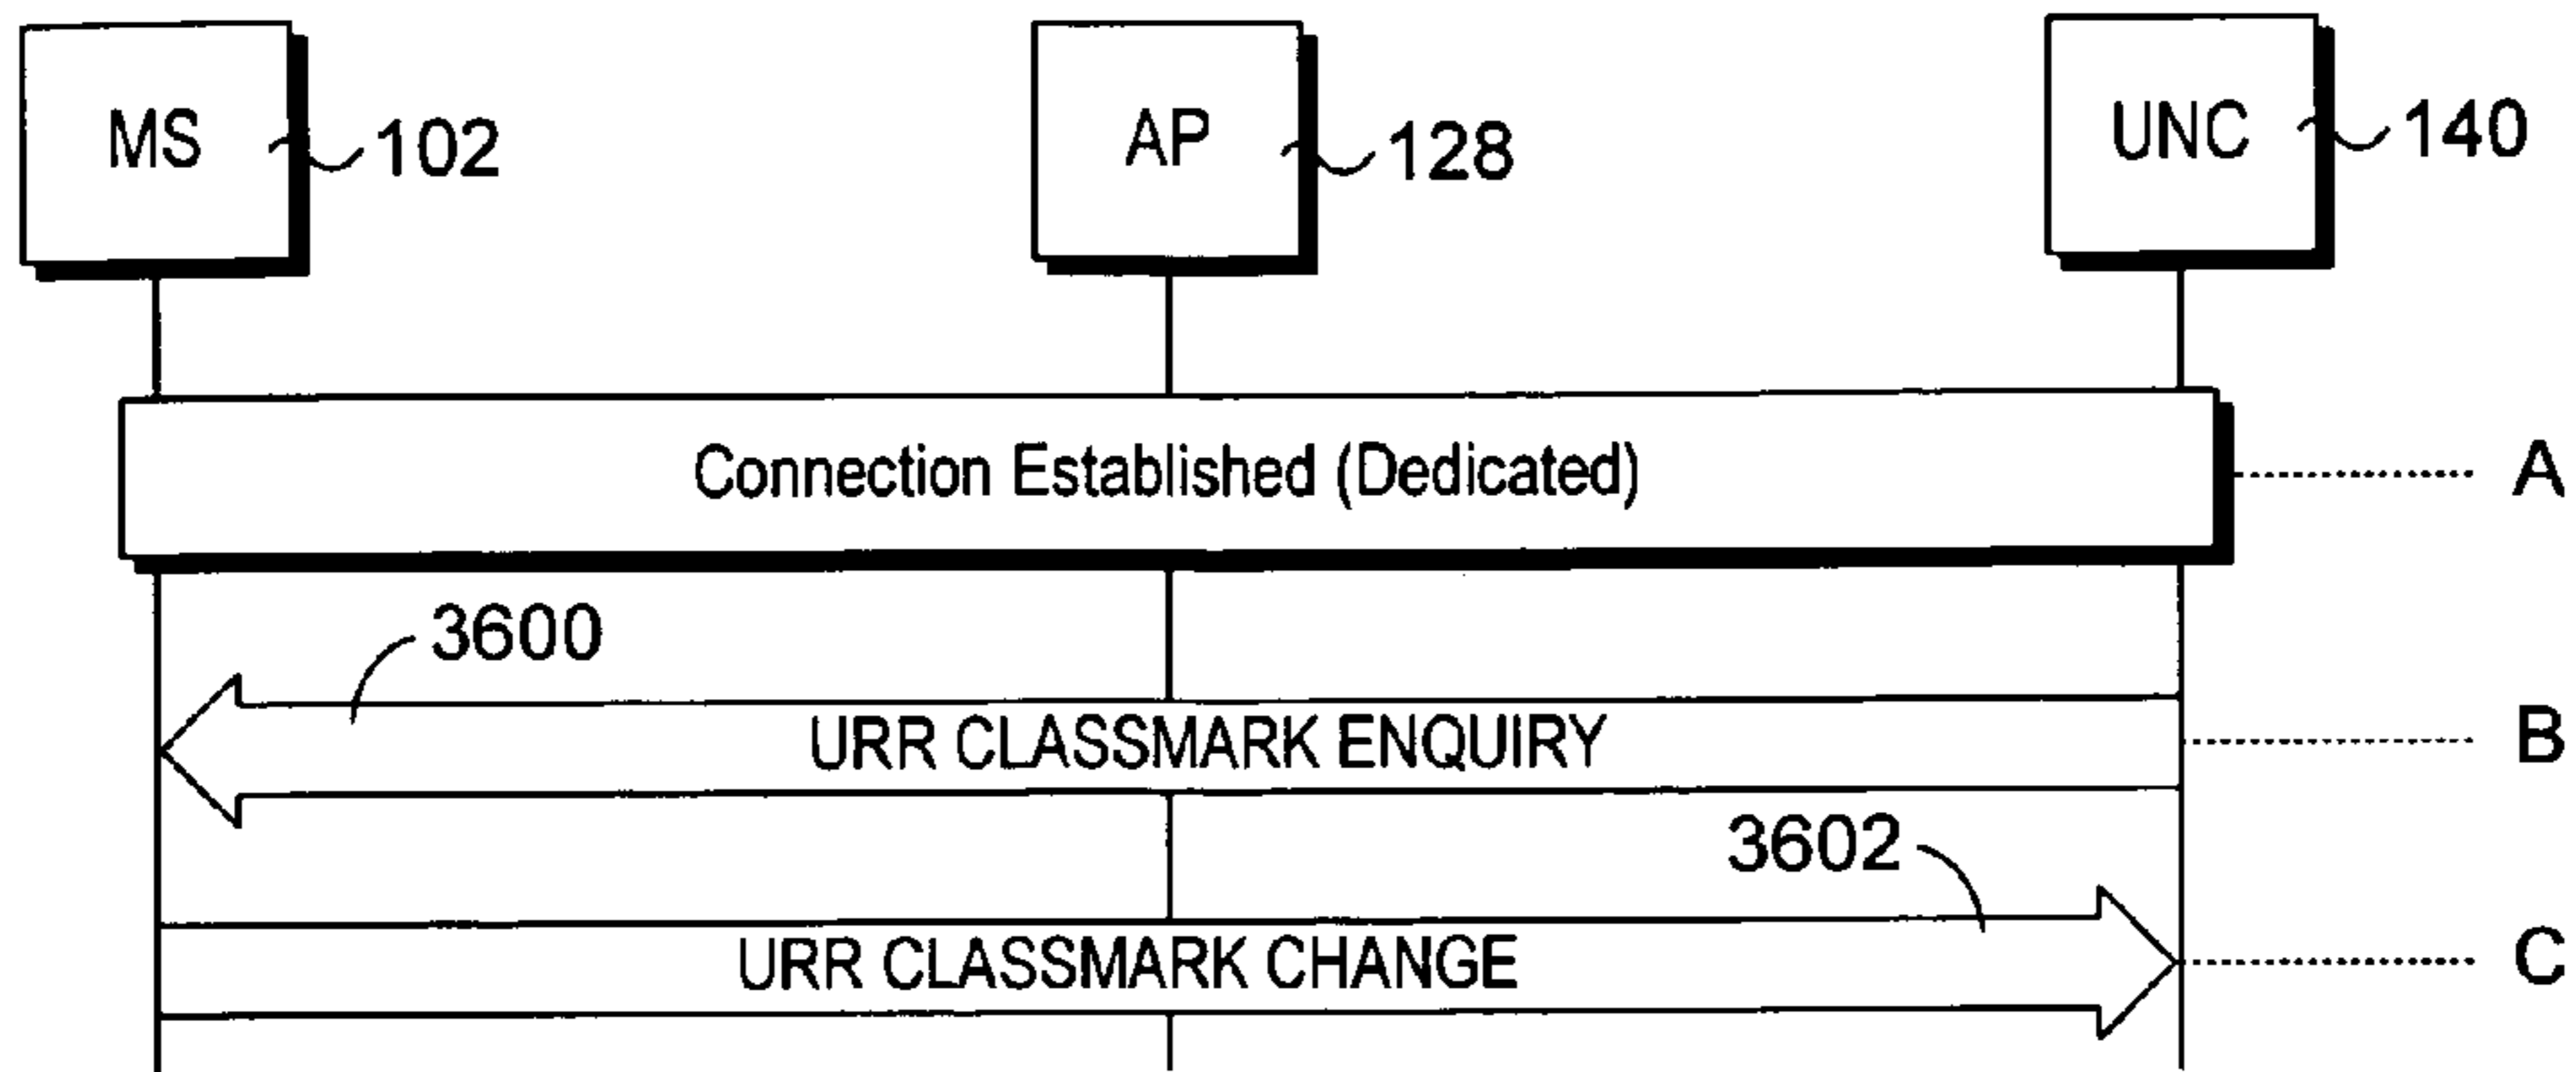 MS
102
AP
128
UNC
140
Connection Established (Dedicated)
A
3600
URR CLASSMARK ENQUIRY
B
3602
URR CLASSMARK CHANGE
C